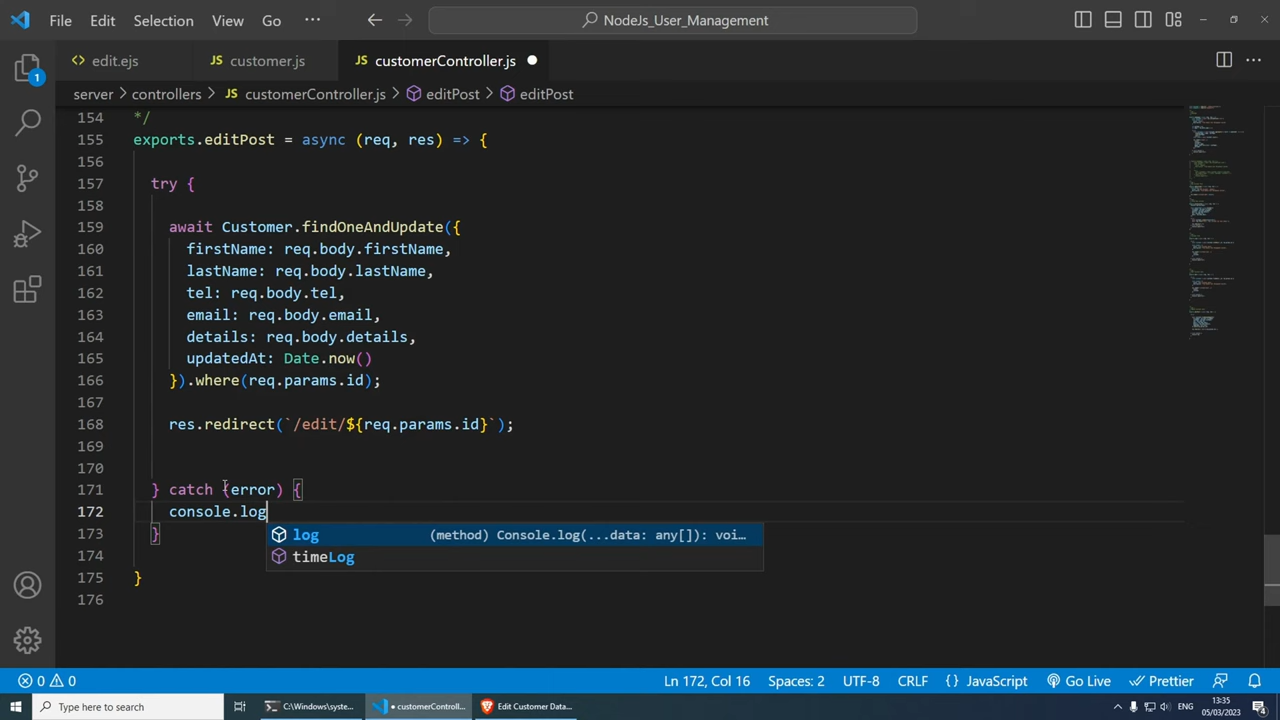 File Edit Selection View Go ··· NodeJs_User_Management
edit.ejs JS customer.js JS customerController.js
server > controllers > JS customerController.js > editPost > editPost
154 */
155 exports.editPost = async (req, res) => {
156
157 try {
158
159 await Customer.findOneAndUpdate({
160 firstName: req.body.firstName,
161 lastName: req.body.lastName,
162 tel: req.body.tel,
163 email: req.body.email,
164 details: req.body.details,
165 updatedAt: Date.now()
166 }).where(req.params.id);
167
168 res.redirect(`/edit/${req.params.id}`);
169
170
171 } catch (error) {
172 console.log
log (method) Console.log(...data: any[]): voi...
173 }
timeLog
174
175 }
176
1
0 0 Ln 172, Col 16 Spaces: 2 UTF-8 CRLF {} JavaScript Go Live Prettier
Type here to search C:\Windows\syste... • customerControll... Edit Customer Data... ENG 13:35
05/03/2023 4